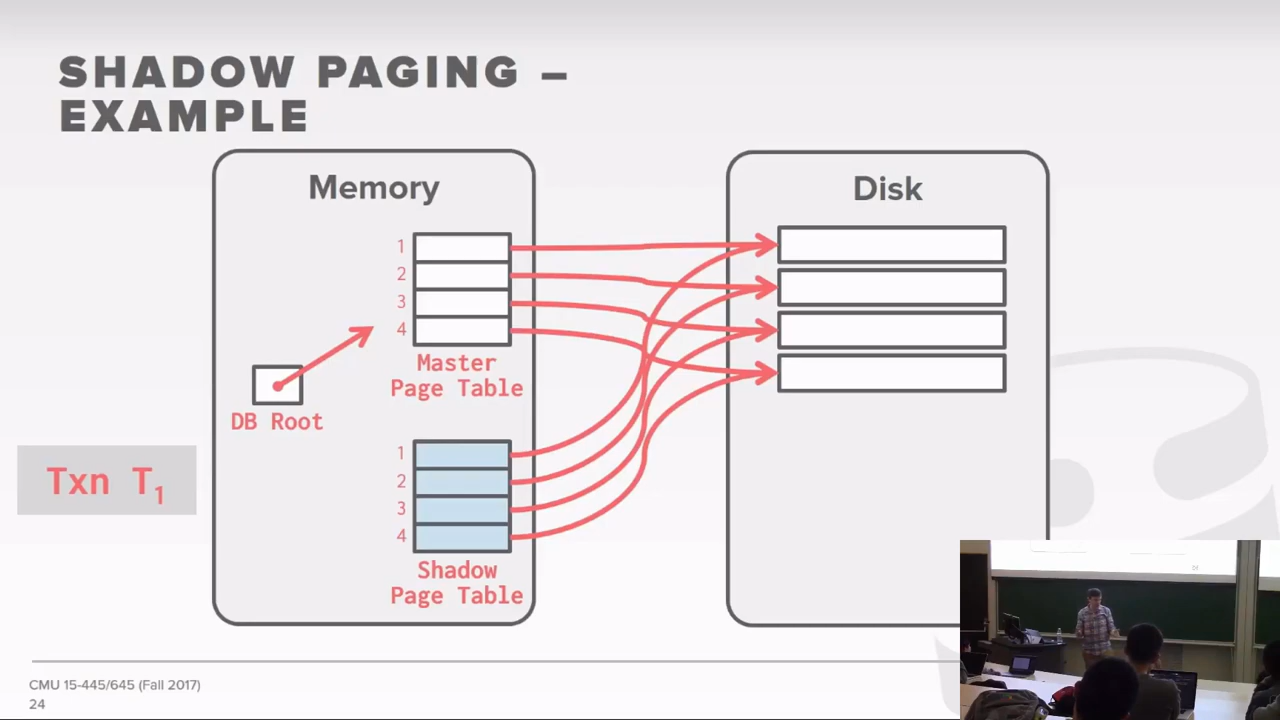 SHADOW PAGING –
EXAMPLE
Memory
1
2
3
4
Master
Page Table
DB Root
Txn T1
1
2
3
4
Shadow
Page Table
Disk
CMU 15-445/645 (Fall 2017)
24